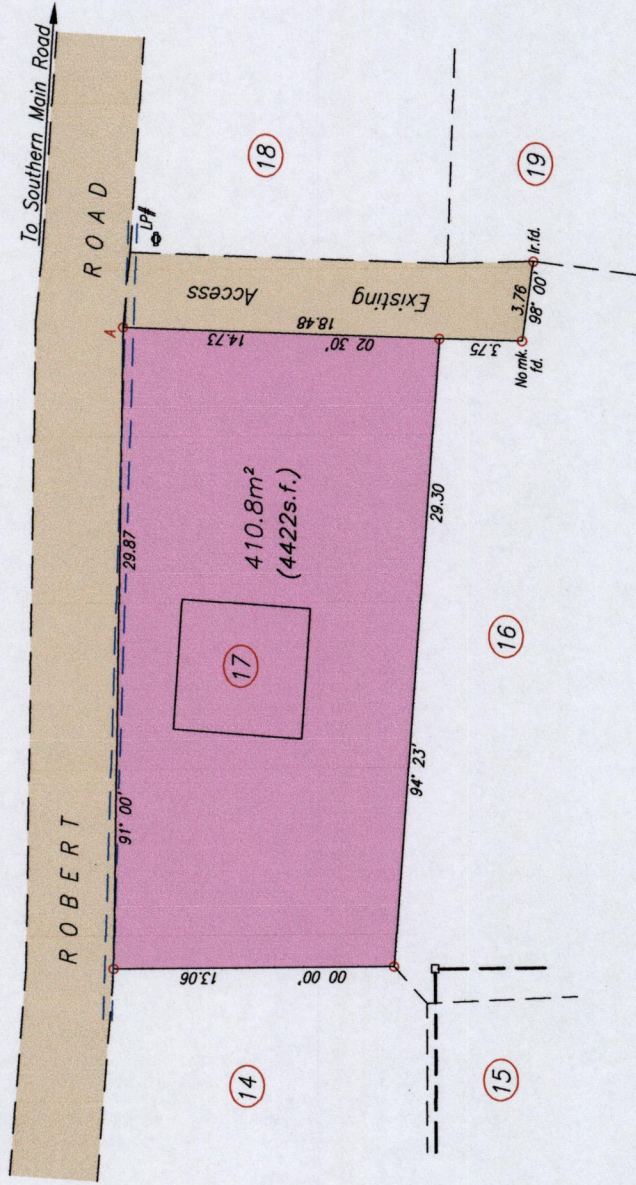 To Southern Main Road
ROBERT ROAD
LP#
18
19
Existing Access
A
29.87
91° 00'
14.73
18.48
02° 30'
3.75
3.76
98° 00'
Ir.fd.
No mk.
fd.
410.8m²
(4422s.f.)
17
29.30
94° 23'
13.06
00° 00'
14
15
16